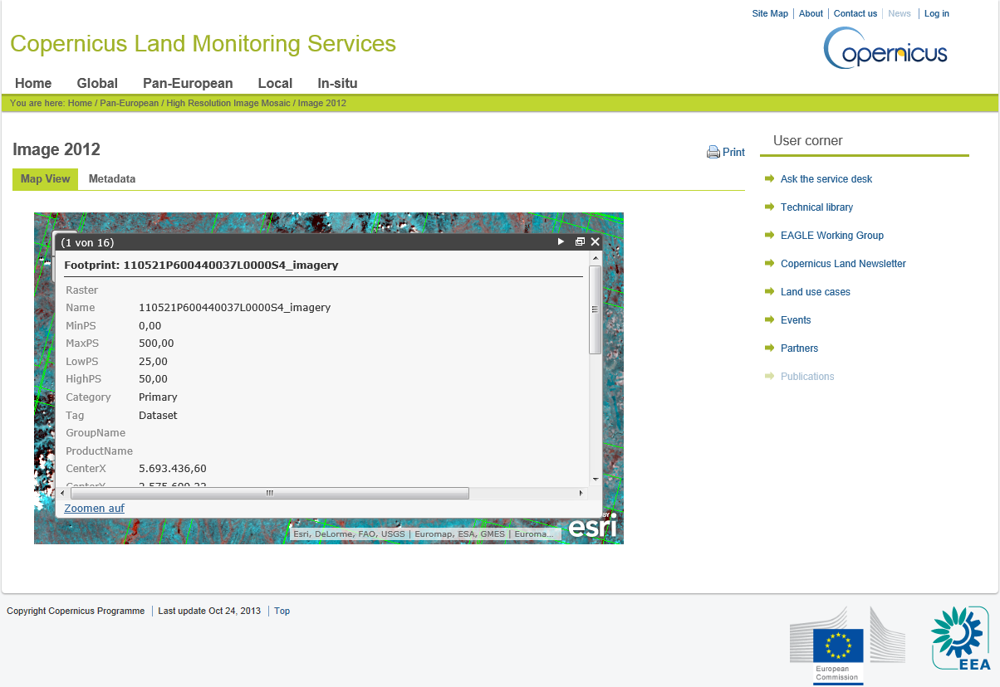 Site Map | About | Contact us | News | Log in
Copernicus Land Monitoring Services
Copernicus
Home Global Pan-European Local In-situ
You are here: Home / Pan-European / High Resolution Image Mosaic / Image 2012
Image 2012
Print
Map View Metadata
(1 von 16)
Footprint: 110521P600440037L0000S4_imagery
Raster
Name 110521P600440037L0000S4_imagery
MinPS 0,00
MaxPS 500,00
LowPS 25,00
HighPS 50,00
Category Primary
Tag Dataset
GroupName
ProductName
CenterX 5.693.436,60
CenterY
Zoomen auf
Esri, DeLorme, FAO, USGS | Euromap, ESA, GMES | Euroma...
esri
User corner
Ask the service desk
Technical library
EAGLE Working Group
Copernicus Land Newsletter
Land use cases
Events
Partners
Publications
Copyright Copernicus Programme | Last update Oct 24, 2013 | Top
European
Commission
EEA